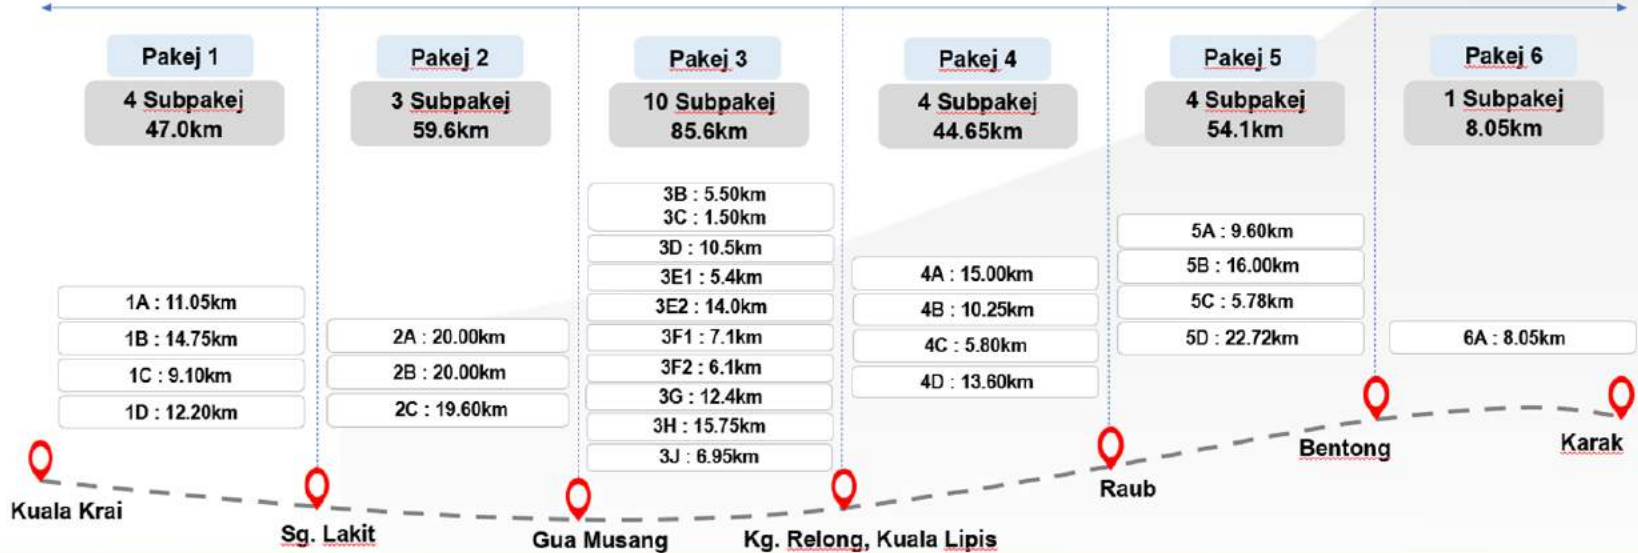 Pakej 1
4 Subpakej
47.0km
1A : 11.05km
1B : 14.75km
1C : 9.10km
1D : 12.20km
Pakej 2
3 Subpakej
59.6km
2A : 20.00km
2B : 20.00km
2C : 19.60km
Pakej 3
10 Subpakej
85.6km
3B : 5.50km
3C : 1.50km
3D : 10.5km
3E1 : 5.4km
3E2 : 14.0km
3F1 : 7.1km
3F2 : 6.1km
3G : 12.4km
3H : 15.75km
3J : 6.95km
Pakej 4
4 Subpakej
44.65km
4A : 15.00km
4B : 10.25km
4C : 5.80km
4D : 13.60km
Pakej 5
4 Subpakej
54.1km
5A : 9.60km
5B : 16.00km
5C : 5.78km
5D : 22.72km
Pakej 6
1 Subpakej
8.05km
6A : 8.05km
Kuala Krai
Sg. Lakit
Gua Musang
Kg. Relong, Kuala Lipis
Raub
Bentong
Karak